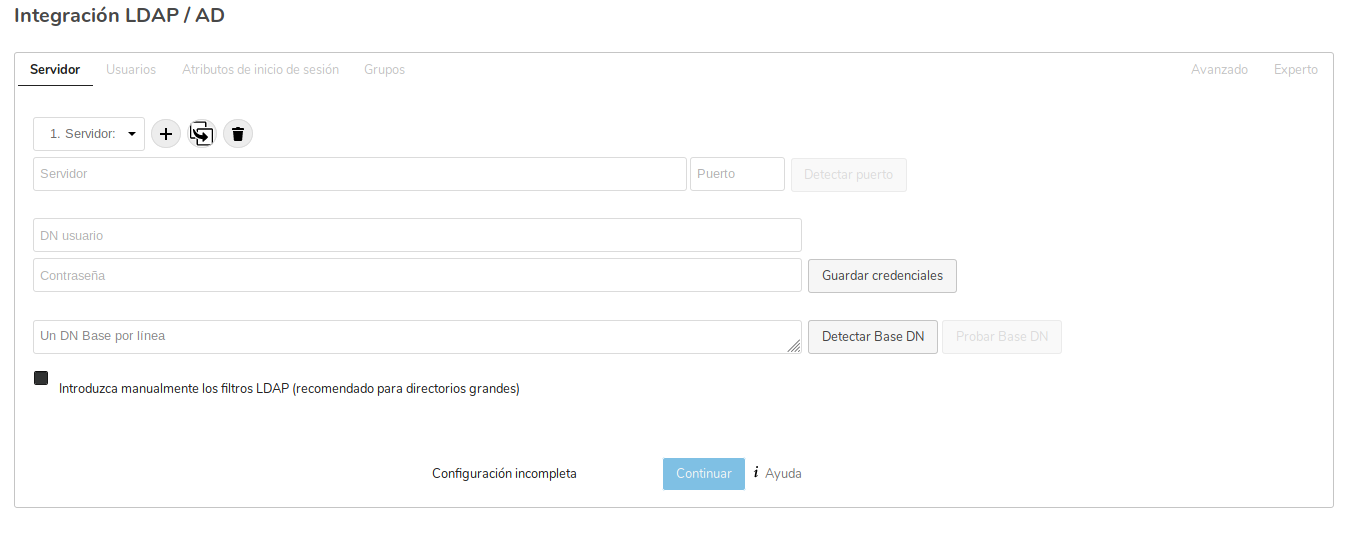 Integración LDAP / AD
Servidor Usuarios Atributos de inicio de sesión Grupos Avanzado Experto
1. Servidor:
Servidor Puerto Detectar puerto
DN usuario
Contraseña Guardar credenciales
Un DN Base por línea Detectar Base DN Probar Base DN
Introduzca manualmente los filtros LDAP (recomendado para directorios grandes)
Configuración incompleta Continuar i Ayuda